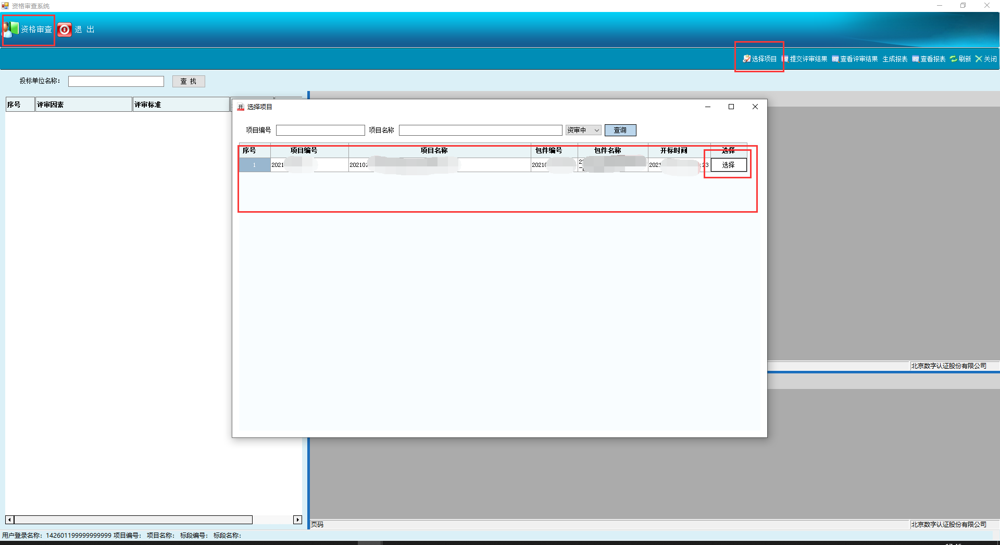 资格审查系统
资格审查 退 出
选择项目 提交评审结果 查看评审结果 生成报表 查看报表 刷新 关闭
投标单位名称： 查 找
序号 评审因素 评审标准
选择项目
项目编号 项目名称 资审中 查询
序号 项目编号 项目名称 包件编号 包件名称 开标时间 选择
1 2021 20210 2021 202 :23 选择
北京数字认证股份有限公司
页码 北京数字认证股份有限公司
用户登录名称：142601199999999999 项目编号： 项目名称： 标段编号： 标段名称：